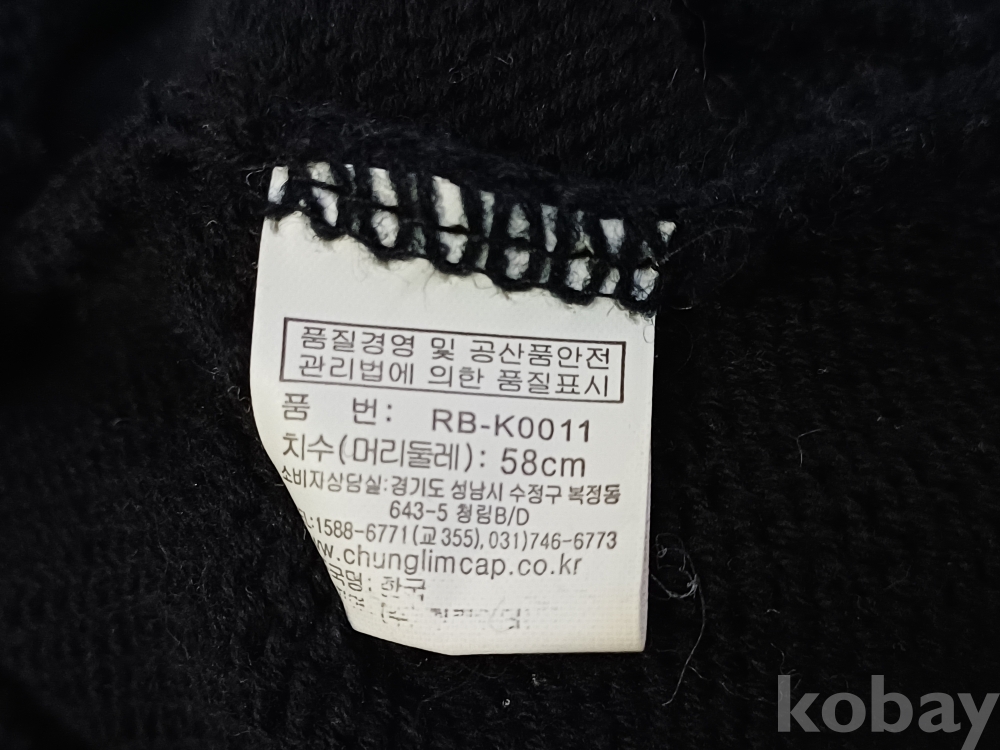 품질경영 및 공산품안전
관리법에 의한 품질표시
품 번: RB-K0011
치수(머리둘레): 58cm
소비자상담실:경기도 성남시 수정구 복정동
643-5 청림B/D
:1588-6771(교355), 031)746-6773
w.chunglimcap.co.kr
국명: 한국
kobay